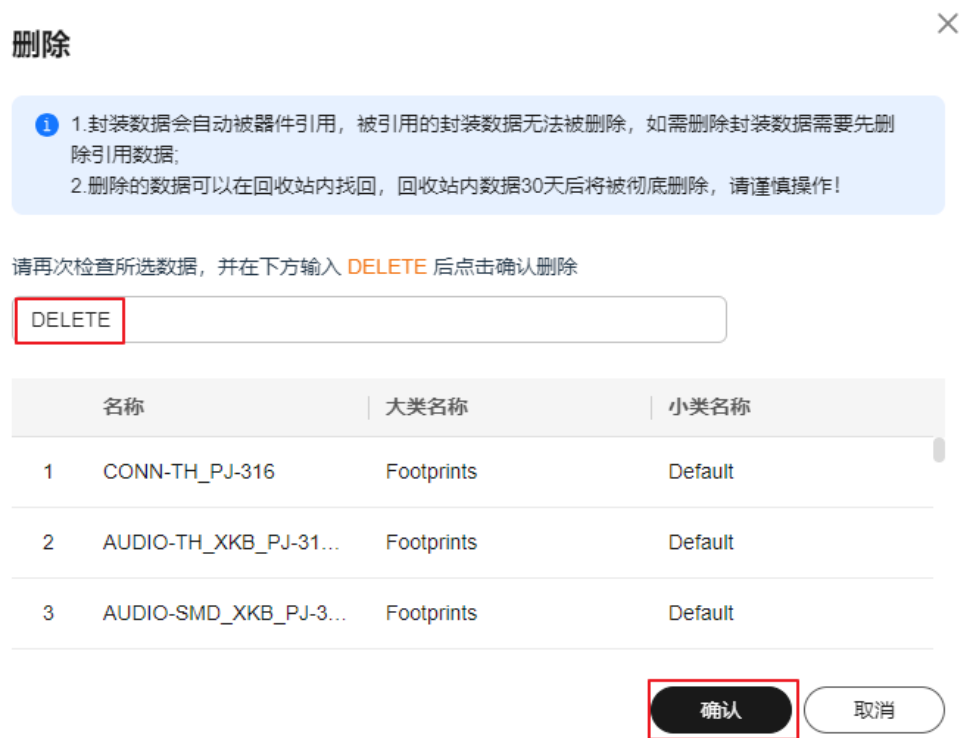 删除
1.封装数据会自动被器件引用，被引用的封装数据无法被删除，如需删除封装数据需要先删
除引用数据;
2.删除的数据可以在回收站内找回，回收站内数据30天后将被彻底删除，请谨慎操作！
请再次检查所选数据，并在下方输入 DELETE 后点击确认删除
DELETE
名称 大类名称 小类名称
1 CONN-TH_PJ-316 Footprints Default
2 AUDIO-TH_XKB_PJ-31... Footprints Default
3 AUDIO-SMD_XKB_PJ-3... Footprints Default
确认 取消